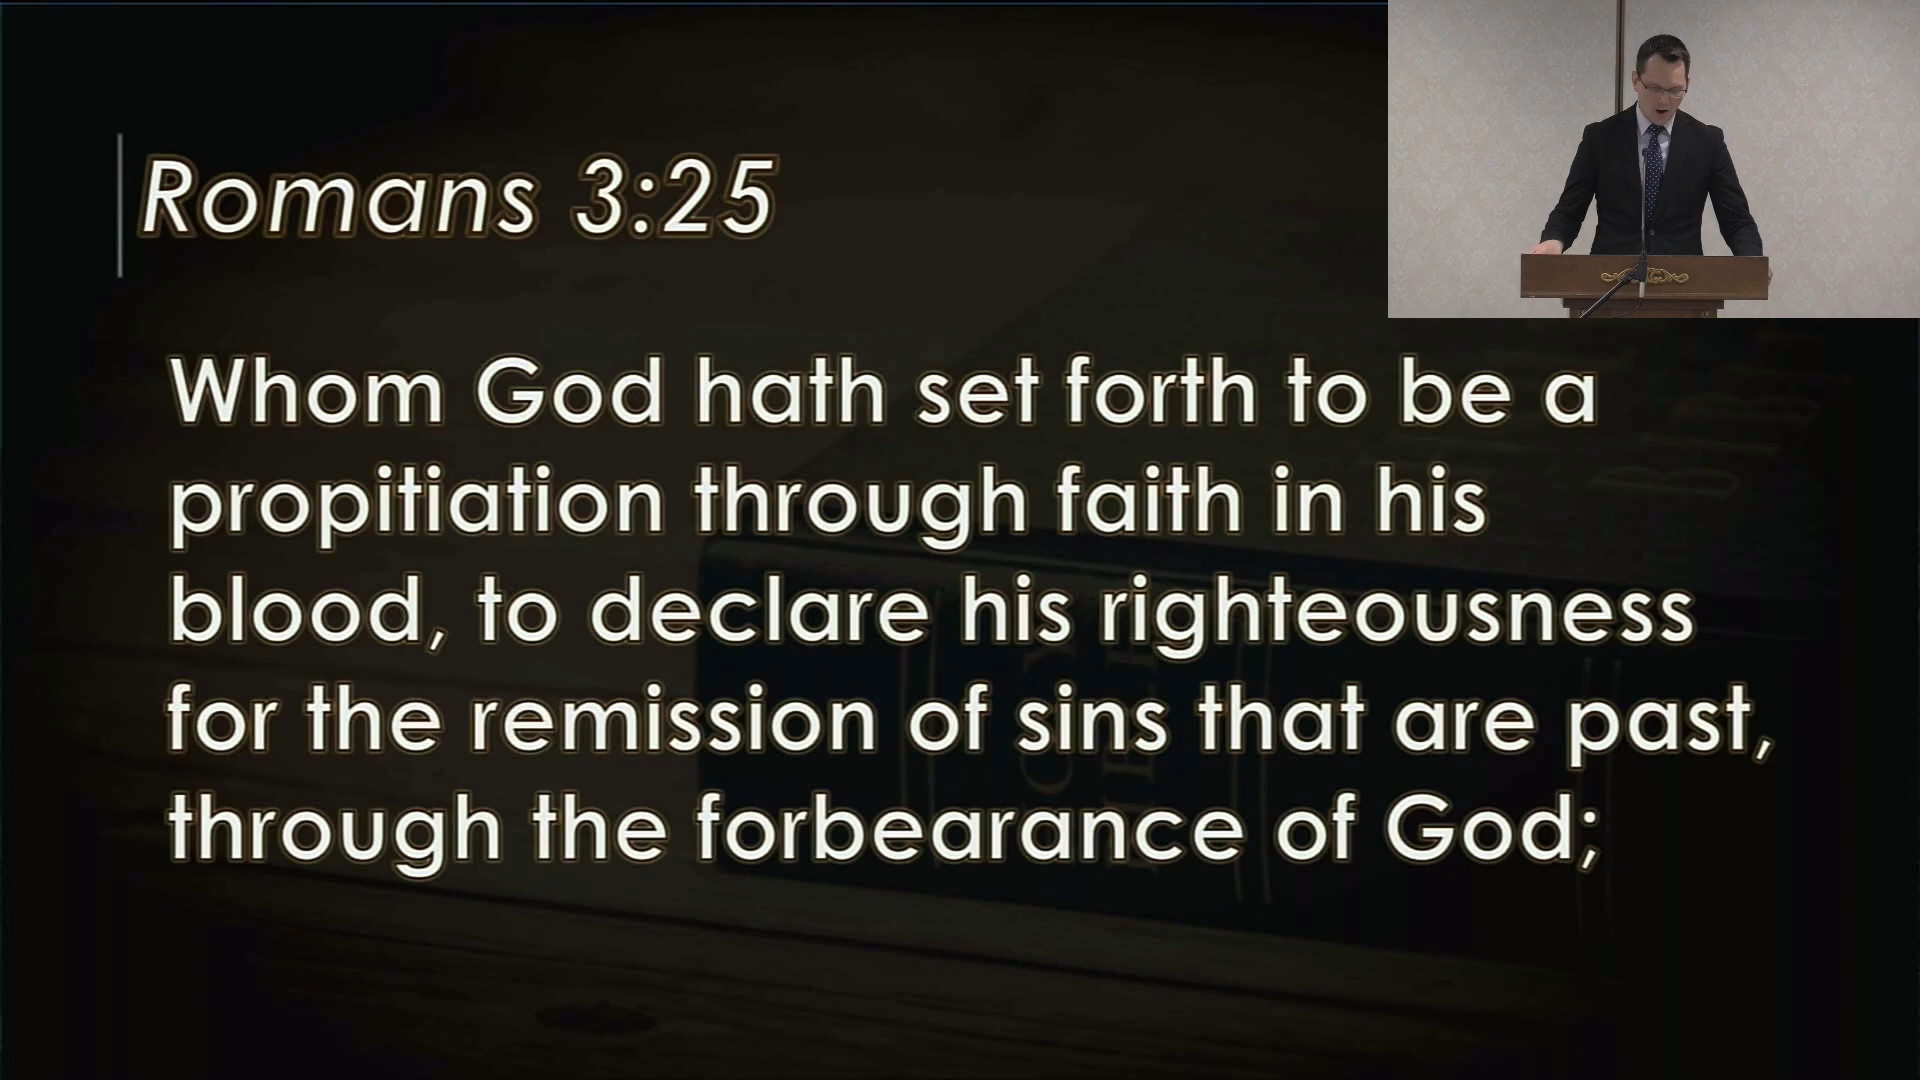 Romans 3:25
Whom God hath set forth to be a
propitiation through faith in his
blood, to declare his righteousness
for the remission of sins that are past,
through the forbearance of God;